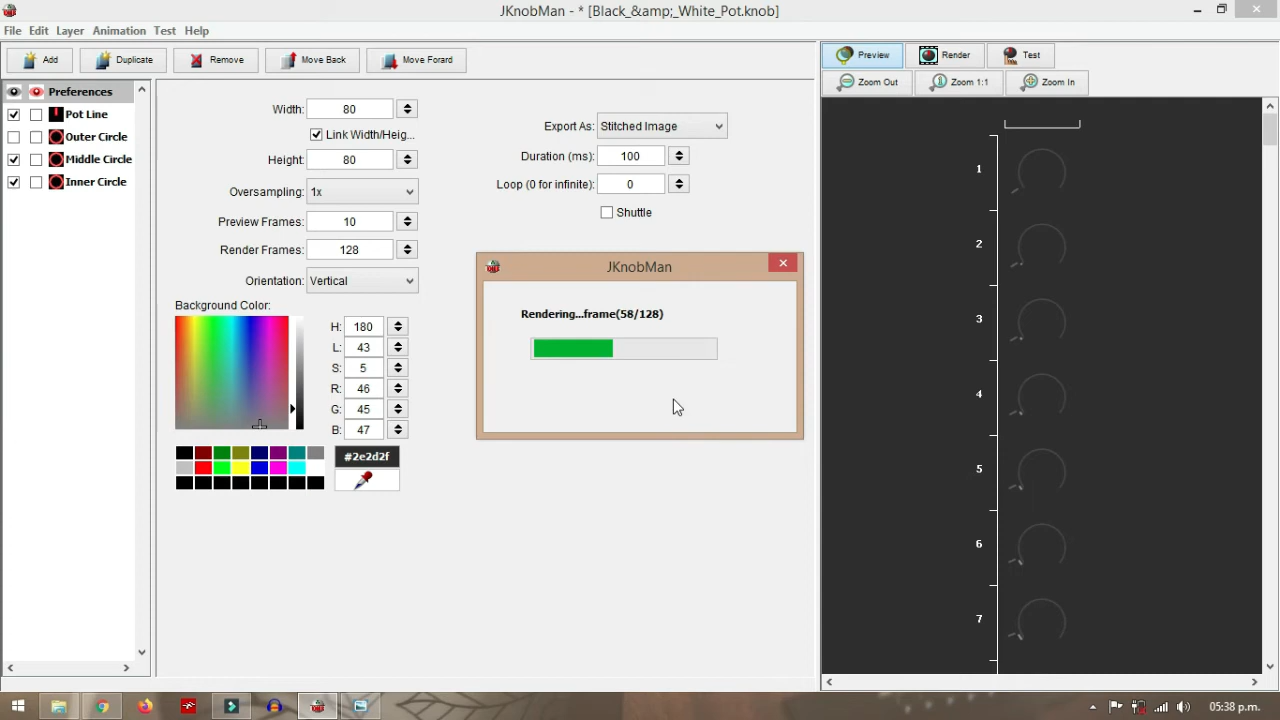 JKnobMan - * [Black_&amp;_White_Pot.knob]
File Edit Layer Animation Test Help
Add Duplicate Remove Move Back Move Forard
Preview Render Test
Zoom Out Zoom 1:1 Zoom In
Preferences
Pot Line
Outer Circle
Middle Circle
Inner Circle
Width: 80
Link Width/Heig...
Height: 80
Oversampling: 1x
Preview Frames: 10
Render Frames: 128
Orientation: Vertical
Background Color:
H: 180
L: 43
S: 5
R: 46
G: 45
B: 47
#2e2d2f
Export As: Stitched Image
Duration (ms): 100
Loop (0 for infinite): 0
Shuttle
JKnobMan
Rendering...frame(58/128)
1
2
3
4
5
6
7
05:38 p.m.